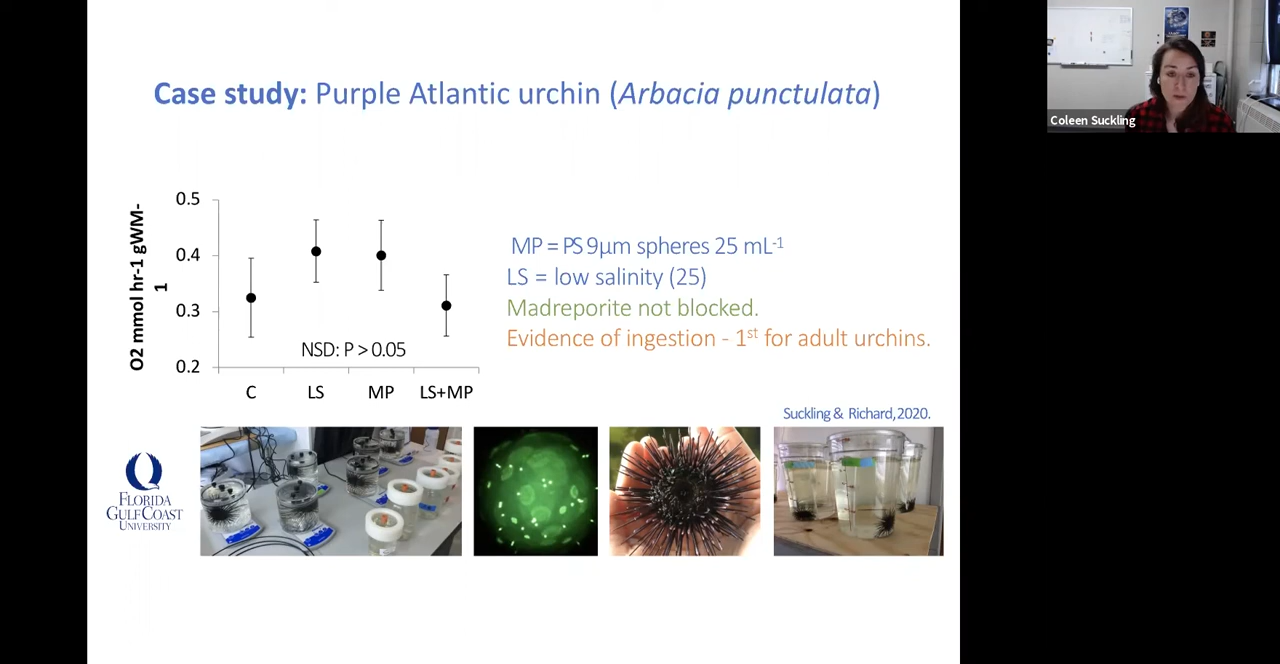 Case study: Purple Atlantic urchin (Arbacia punctulata)
O2 mmol hr-1 gWM-
1
0.5
0.4
0.3
0.2
NSD: P > 0.05
C LS MP LS+MP
MP = PS 9µm spheres 25 mL-1
LS = low salinity (25)
Madreporite not blocked.
Evidence of ingestion - 1st for adult urchins.
Suckling & Richard, 2020.
FLORIDA
GULF COAST
UNIVERSITY
Coleen Suckling